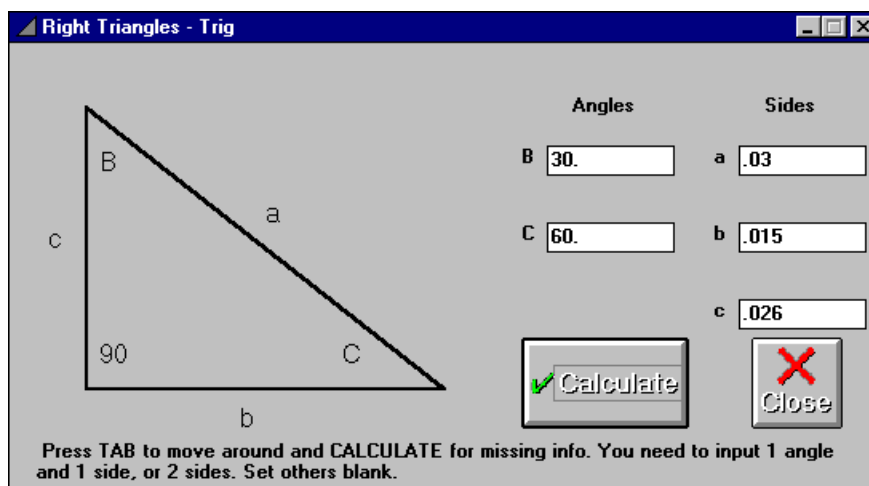 Right Triangles - Trig
Angles Sides
B 30. a .03
C 60. b .015
c .026
B
a
c
90 C
b
Calculate
Close
Press TAB to move around and CALCULATE for missing info. You need to input 1 angle
and 1 side, or 2 sides. Set others blank.